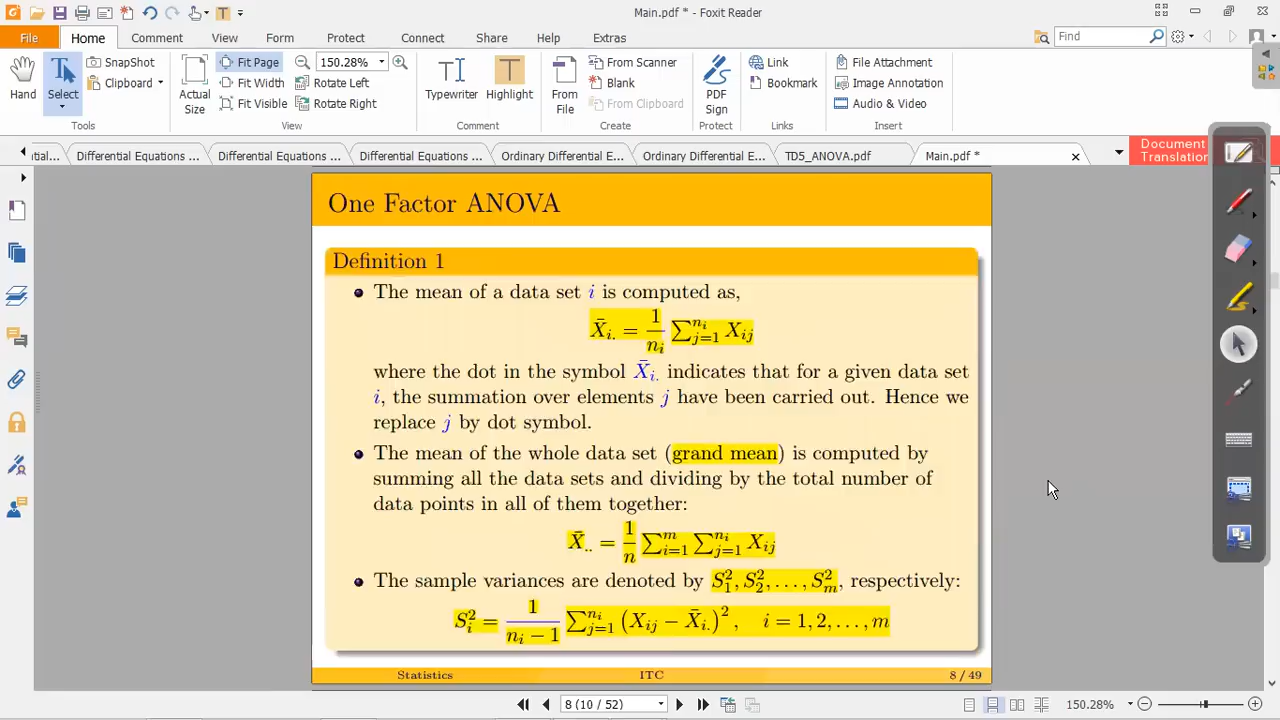 Main.pdf * - Foxit Reader
File Home Comment View Form Protect Connect Share Help Extras Find
Hand Select SnapShot Clipboard Actual Size Fit Page Fit Width Fit Visible 150.28% Rotate Left Rotate Right Typewriter Highlight From File From Scanner Blank From Clipboard PDF Sign Link Bookmark File Attachment Image Annotation Audio & Video
Tools View Comment Create Protect Links Insert
ntial... Differential Equations ... Differential Equations ... Differential Equations ... Ordinary Differential E... Ordinary Differential E... TD5_ANOVA.pdf Main.pdf * Document Translation
One Factor ANOVA
Definition 1
The mean of a data set i is computed as,
X̄i. = 1/ni ∑_{j=1}^{ni} Xij
where the dot in the symbol X̄i. indicates that for a given data set
i, the summation over elements j have been carried out. Hence we
replace j by dot symbol.
The mean of the whole data set (grand mean) is computed by
summing all the data sets and dividing by the total number of
data points in all of them together:
X̄.. = 1/n ∑_{i=1}^{m} ∑_{j=1}^{ni} Xij
The sample variances are denoted by S₁², S₂², . . . , Sm², respectively:
Si² = 1/(ni − 1) ∑_{j=1}^{ni} (Xij − X̄i.)², i = 1, 2, . . . , m
Statistics ITC 8 / 49
8 (10 / 52) 150.28%